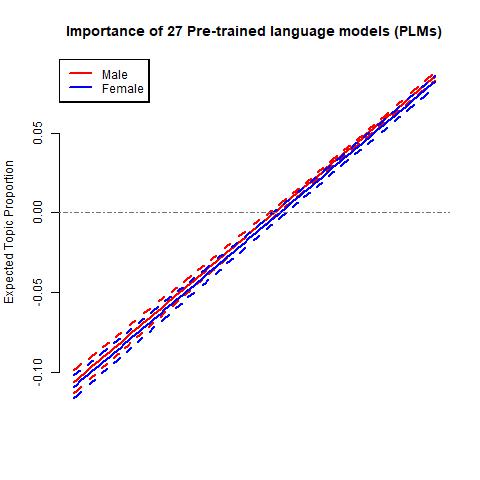 Importance of 27 Pre-trained language models (PLMs)
Male
Female
Expected Topic Proportion
0.05
0.00
-0.05
-0.10